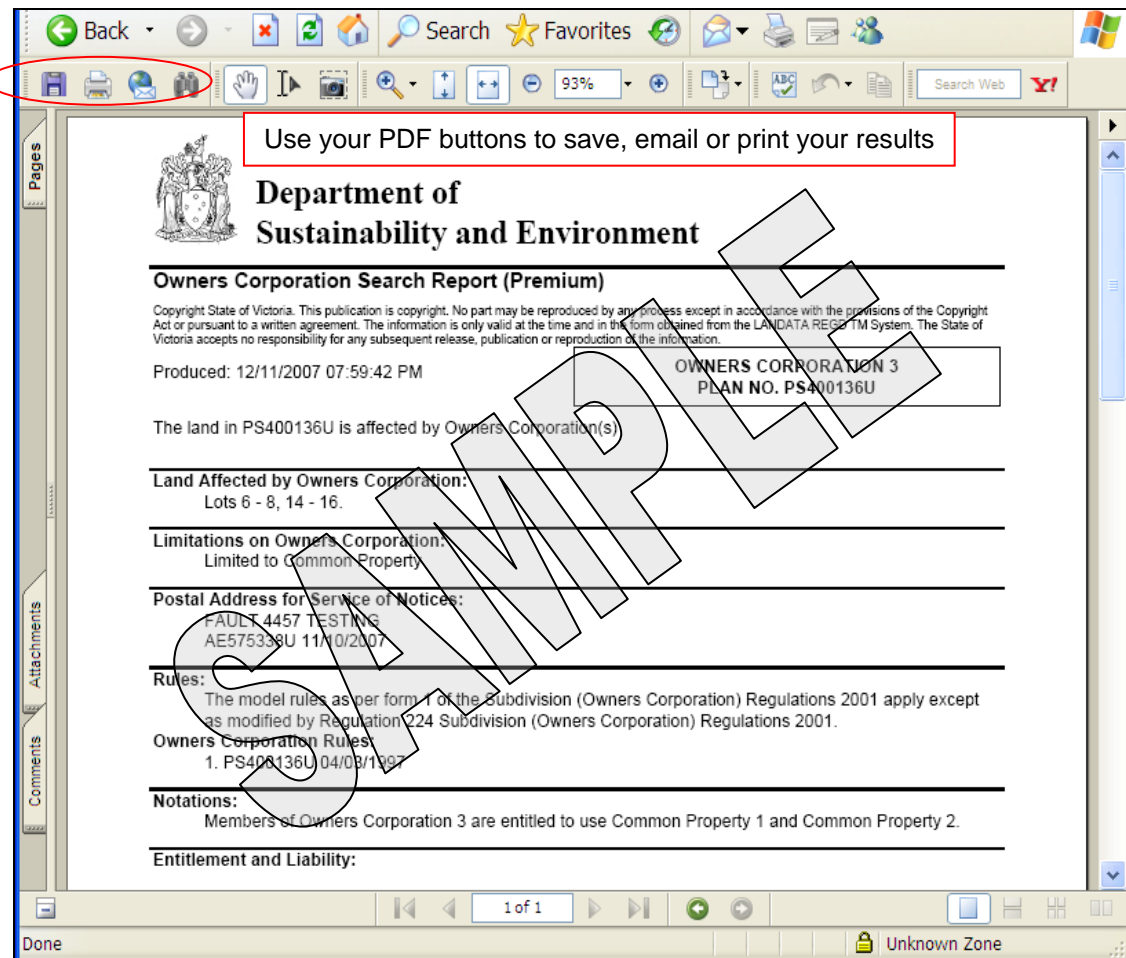 Back Search Favorites
93% ABC Search Web Y!
Use your PDF buttons to save, email or print your results
Pages
Department of
Sustainability and Environment
Owners Corporation Search Report (Premium)
Copyright State of Victoria. This publication is copyright. No part may be reproduced by any process except in accordance with the provisions of the Copyright
Act or pursuant to a written agreement. The information is only valid at the time and in the form obtained from the LANDATA REGD TM System. The State of
Victoria accepts no responsibility for any subsequent release, publication or reproduction of the information.
Produced: 12/11/2007 07:59:42 PM
OWNERS CORPORATION 3
PLAN NO. PS400136U
The land in PS400136U is affected by Owners Corporation(s)
Land Affected by Owners Corporation:
Lots 6 - 8, 14 - 16.
Limitations on Owners Corporation:
Limited to Common Property
Postal Address for Service of Notices:
FAULT 4457 TESTING
AE575338U 11/10/2007
Rules:
The model rules as per form 1 of the Subdivision (Owners Corporation) Regulations 2001 apply except
as modified by Regulation 224 Subdivision (Owners Corporation) Regulations 2001.
Owners Corporation Rules:
1. PS400136U 04/03/1997
Notations:
Members of Owners Corporation 3 are entitled to use Common Property 1 and Common Property 2.
Entitlement and Liability:
SAMPLE
Attachments
Comments
1 of 1
Done
Unknown Zone